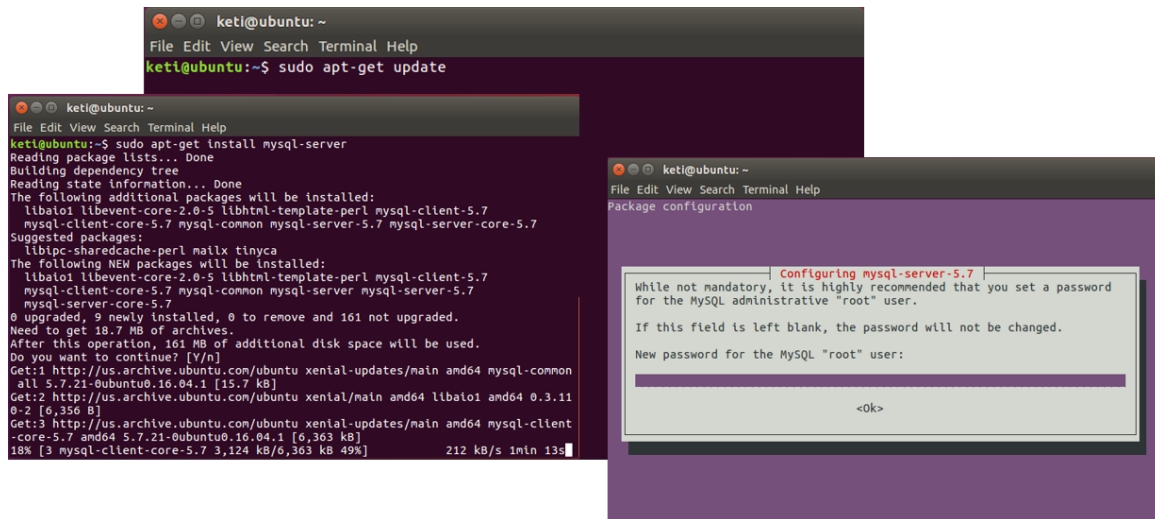 keti@ubuntu: ~
File Edit View Search Terminal Help
keti@ubuntu:~$ sudo apt-get update
keti@ubuntu: ~
File Edit View Search Terminal Help
keti@ubuntu:~$ sudo apt-get install mysql-server
Reading package lists... Done
Building dependency tree
Reading state information... Done
The following additional packages will be installed:
  libaio1 libevent-core-2.0-5 libhtml-template-perl mysql-client-5.7
  mysql-client-core-5.7 mysql-common mysql-server-5.7 mysql-server-core-5.7
Suggested packages:
  libipc-sharedcache-perl mailx tinyca
The following NEW packages will be installed:
  libaio1 libevent-core-2.0-5 libhtml-template-perl mysql-client-5.7
  mysql-client-core-5.7 mysql-common mysql-server mysql-server-5.7
  mysql-server-core-5.7
0 upgraded, 9 newly installed, 0 to remove and 161 not upgraded.
Need to get 18.7 MB of archives.
After this operation, 161 MB of additional disk space will be used.
Do you want to continue? [Y/n]
Get:1 http://us.archive.ubuntu.com/ubuntu xenial-updates/main amd64 mysql-common
 all 5.7.21-0ubuntu0.16.04.1 [15.7 kB]
Get:2 http://us.archive.ubuntu.com/ubuntu xenial/main amd64 libaio1 amd64 0.3.11
0-2 [6,356 B]
Get:3 http://us.archive.ubuntu.com/ubuntu xenial-updates/main amd64 mysql-client
-core-5.7 amd64 5.7.21-0ubuntu0.16.04.1 [6,363 kB]
18% [3 mysql-client-core-5.7 3,124 kB/6,363 kB 49%] 212 kB/s 1min 13s
keti@ubuntu: ~
File Edit View Search Terminal Help
Package configuration
Configuring mysql-server-5.7
While not mandatory, it is highly recommended that you set a password
for the MySQL administrative "root" user.
If this field is left blank, the password will not be changed.
New password for the MySQL "root" user:
<Ok>